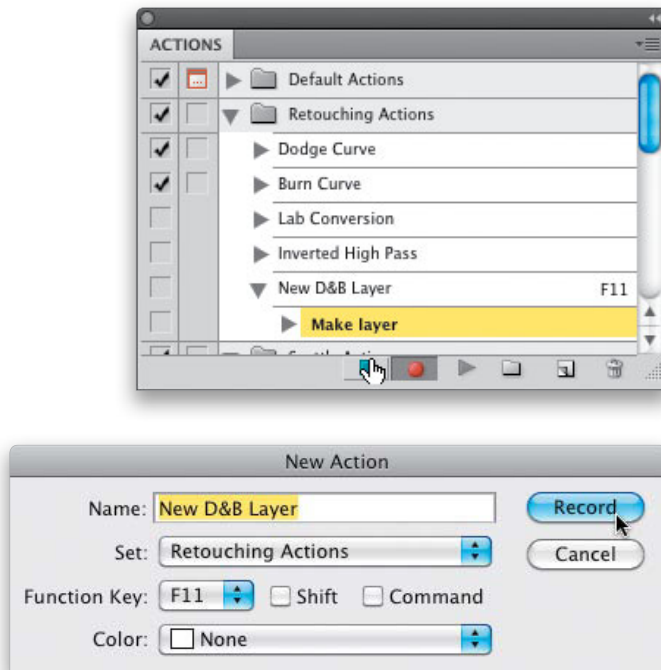 ACTIONS
Default Actions
Retouching Actions
Dodge Curve
Burn Curve
Lab Conversion
Inverted High Pass
New D&B Layer F11
Make layer
New Action
Name: New D&B Layer Record
Set: Retouching Actions Cancel
Function Key: F11 Shift Command
Color: None